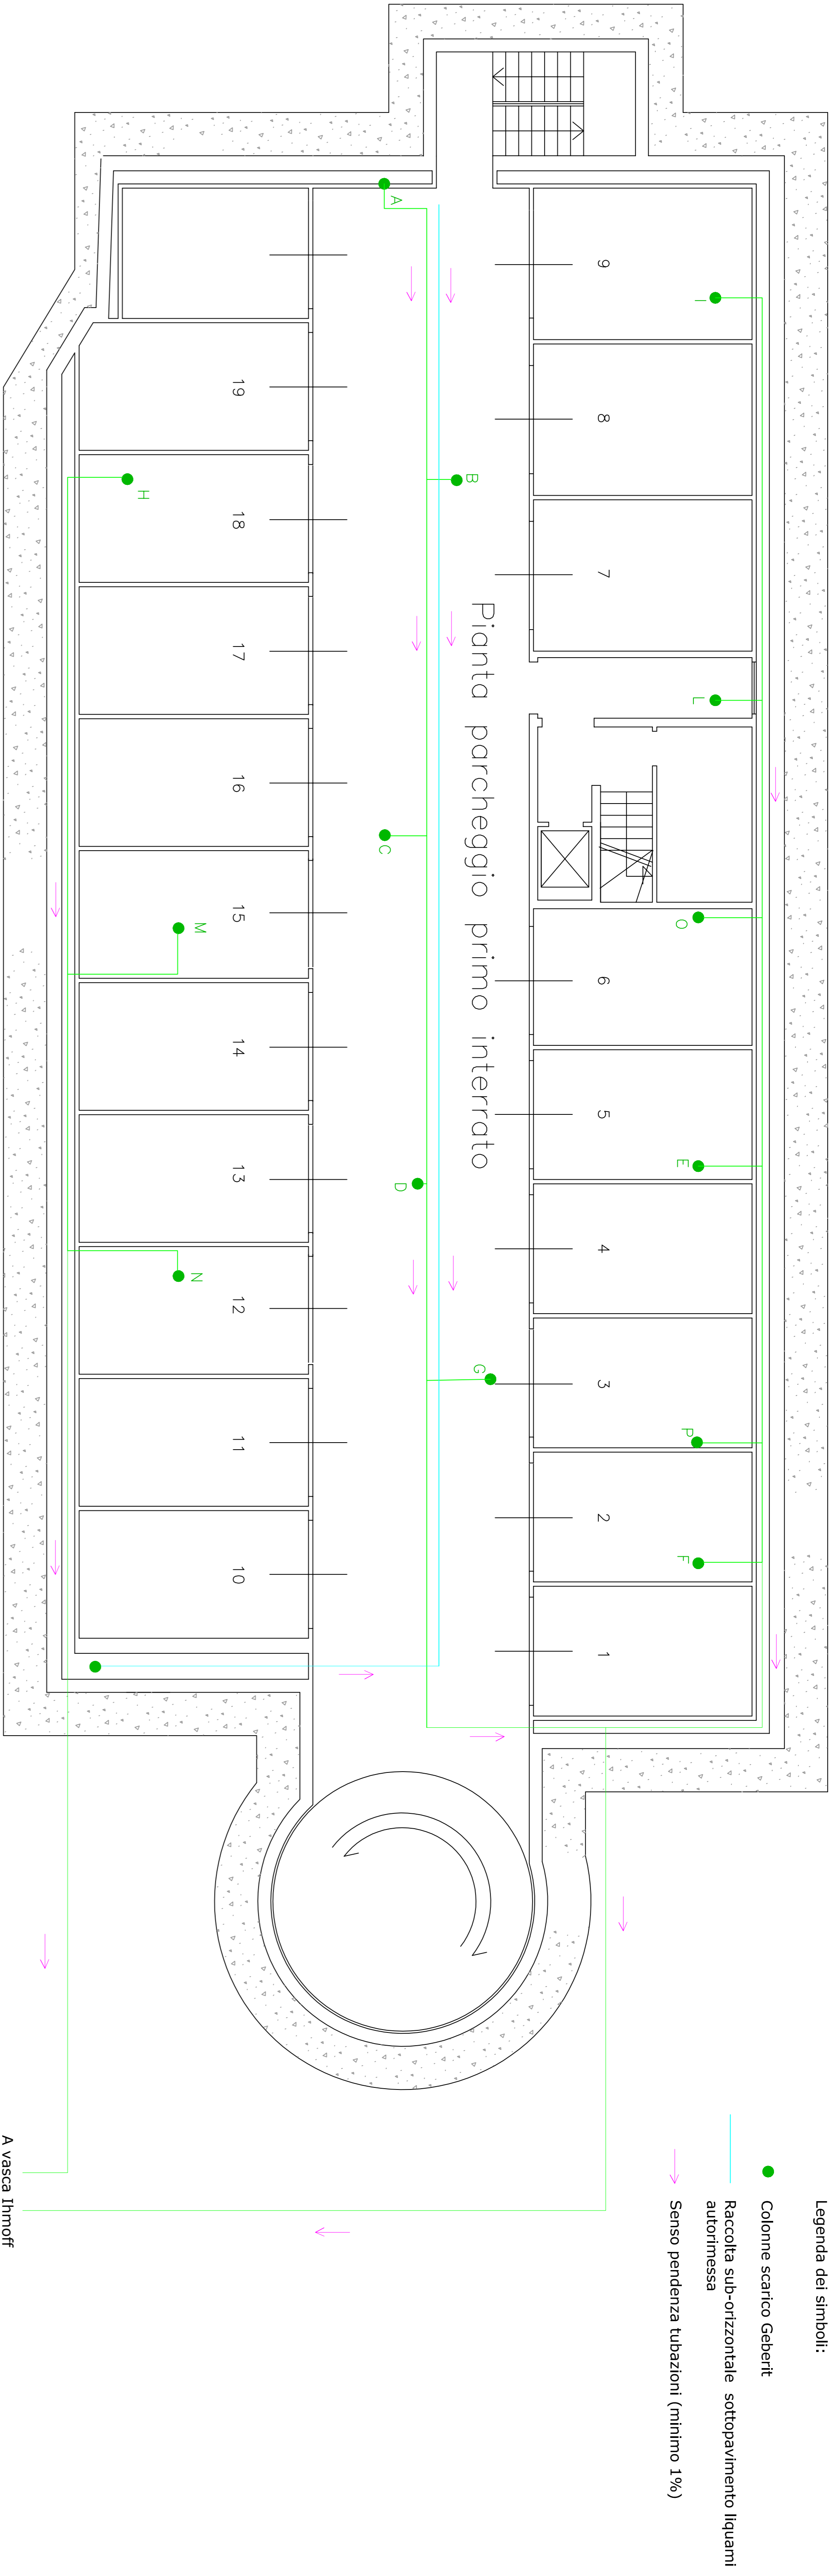 Legenda dei simboli:
Colonne scarico Geberit
Raccolta sub-orizzontale sottopavimento liquami
autorimessa
Senso pendenza tubazioni (minimo 1%)
9
8
7
6
5
4
3
2
1
I
L
O
E
P
F
Pianta parcheggio primo interrato
A
B
C
D
G
19
18
17
16
15
14
13
12
11
10
H
M
N
A vasca Ihmoff